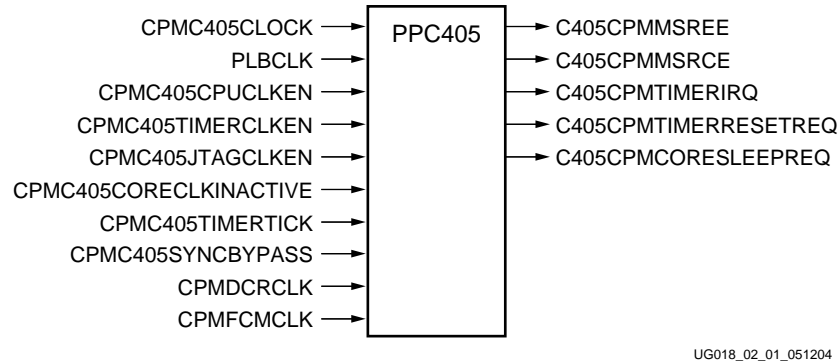 CPMC405CLOCK PPC405 C405CPMMSREE
PLBCLK C405CPMMSRCE
CPMC405CPUCLKEN C405CPMTIMERIRQ
CPMC405TIMERCLKEN C405CPMTIMERRESETREQ
CPMC405JTAGCLKEN C405CPMCORESLEEPREQ
CPMC405CORECLKINACTIVE
CPMC405TIMERTICK
CPMC405SYNCBYPASS
CPMDCRCLK
CPMFCMCLK
UG018_02_01_051204